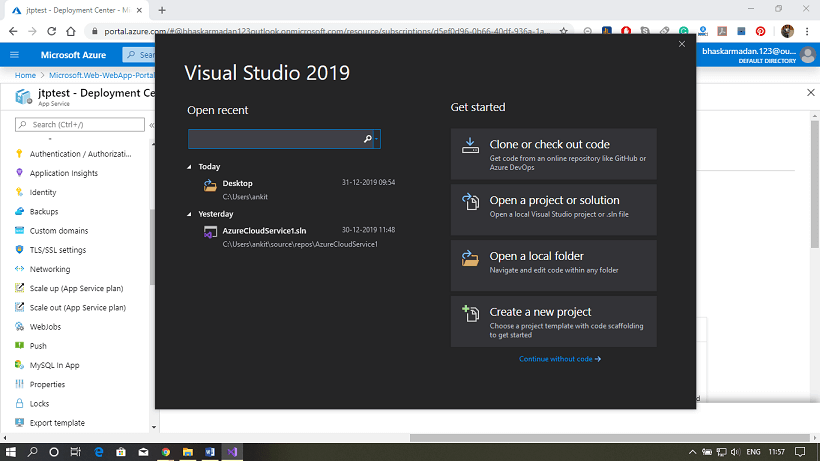 jtptest - Deployment Center - M
portal.azure.com/#@bhaskarmadan123outlook.onmicrosoft.com/resource/subscriptions/d5ef0d96-0b66-40df-936a-1a
Microsoft Azure
Sea
bhaskarmadan.123@ou...
DEFAULT DIRECTORY
Home
Microsoft.Web-WebApp-Portal
jtptest - Deployment Ce
App Service
Search (Ctrl+/)
Authentication / Authorizati...
Application Insights
Identity
Backups
Custom domains
TLS/SSL settings
Networking
Scale up (App Service plan)
Scale out (App Service plan)
WebJobs
Push
MySQL In App
Properties
Locks
Export template
Visual Studio 2019
Open recent
Today
Desktop 31-12-2019 09:54
C:\Users\ankit
Yesterday
AzureCloudService1.sln 30-12-2019 11:48
C:\Users\ankit\source\repos\AzureCloudService1
Get started
Clone or check out code
Get code from an online repository like GitHub or
Azure DevOps
Open a project or solution
Open a local Visual Studio project or .sln file
Open a local folder
Navigate and edit code within any folder
Create a new project
Choose a project template with code scaffolding
to get started
Continue without code →
ENG 11:57